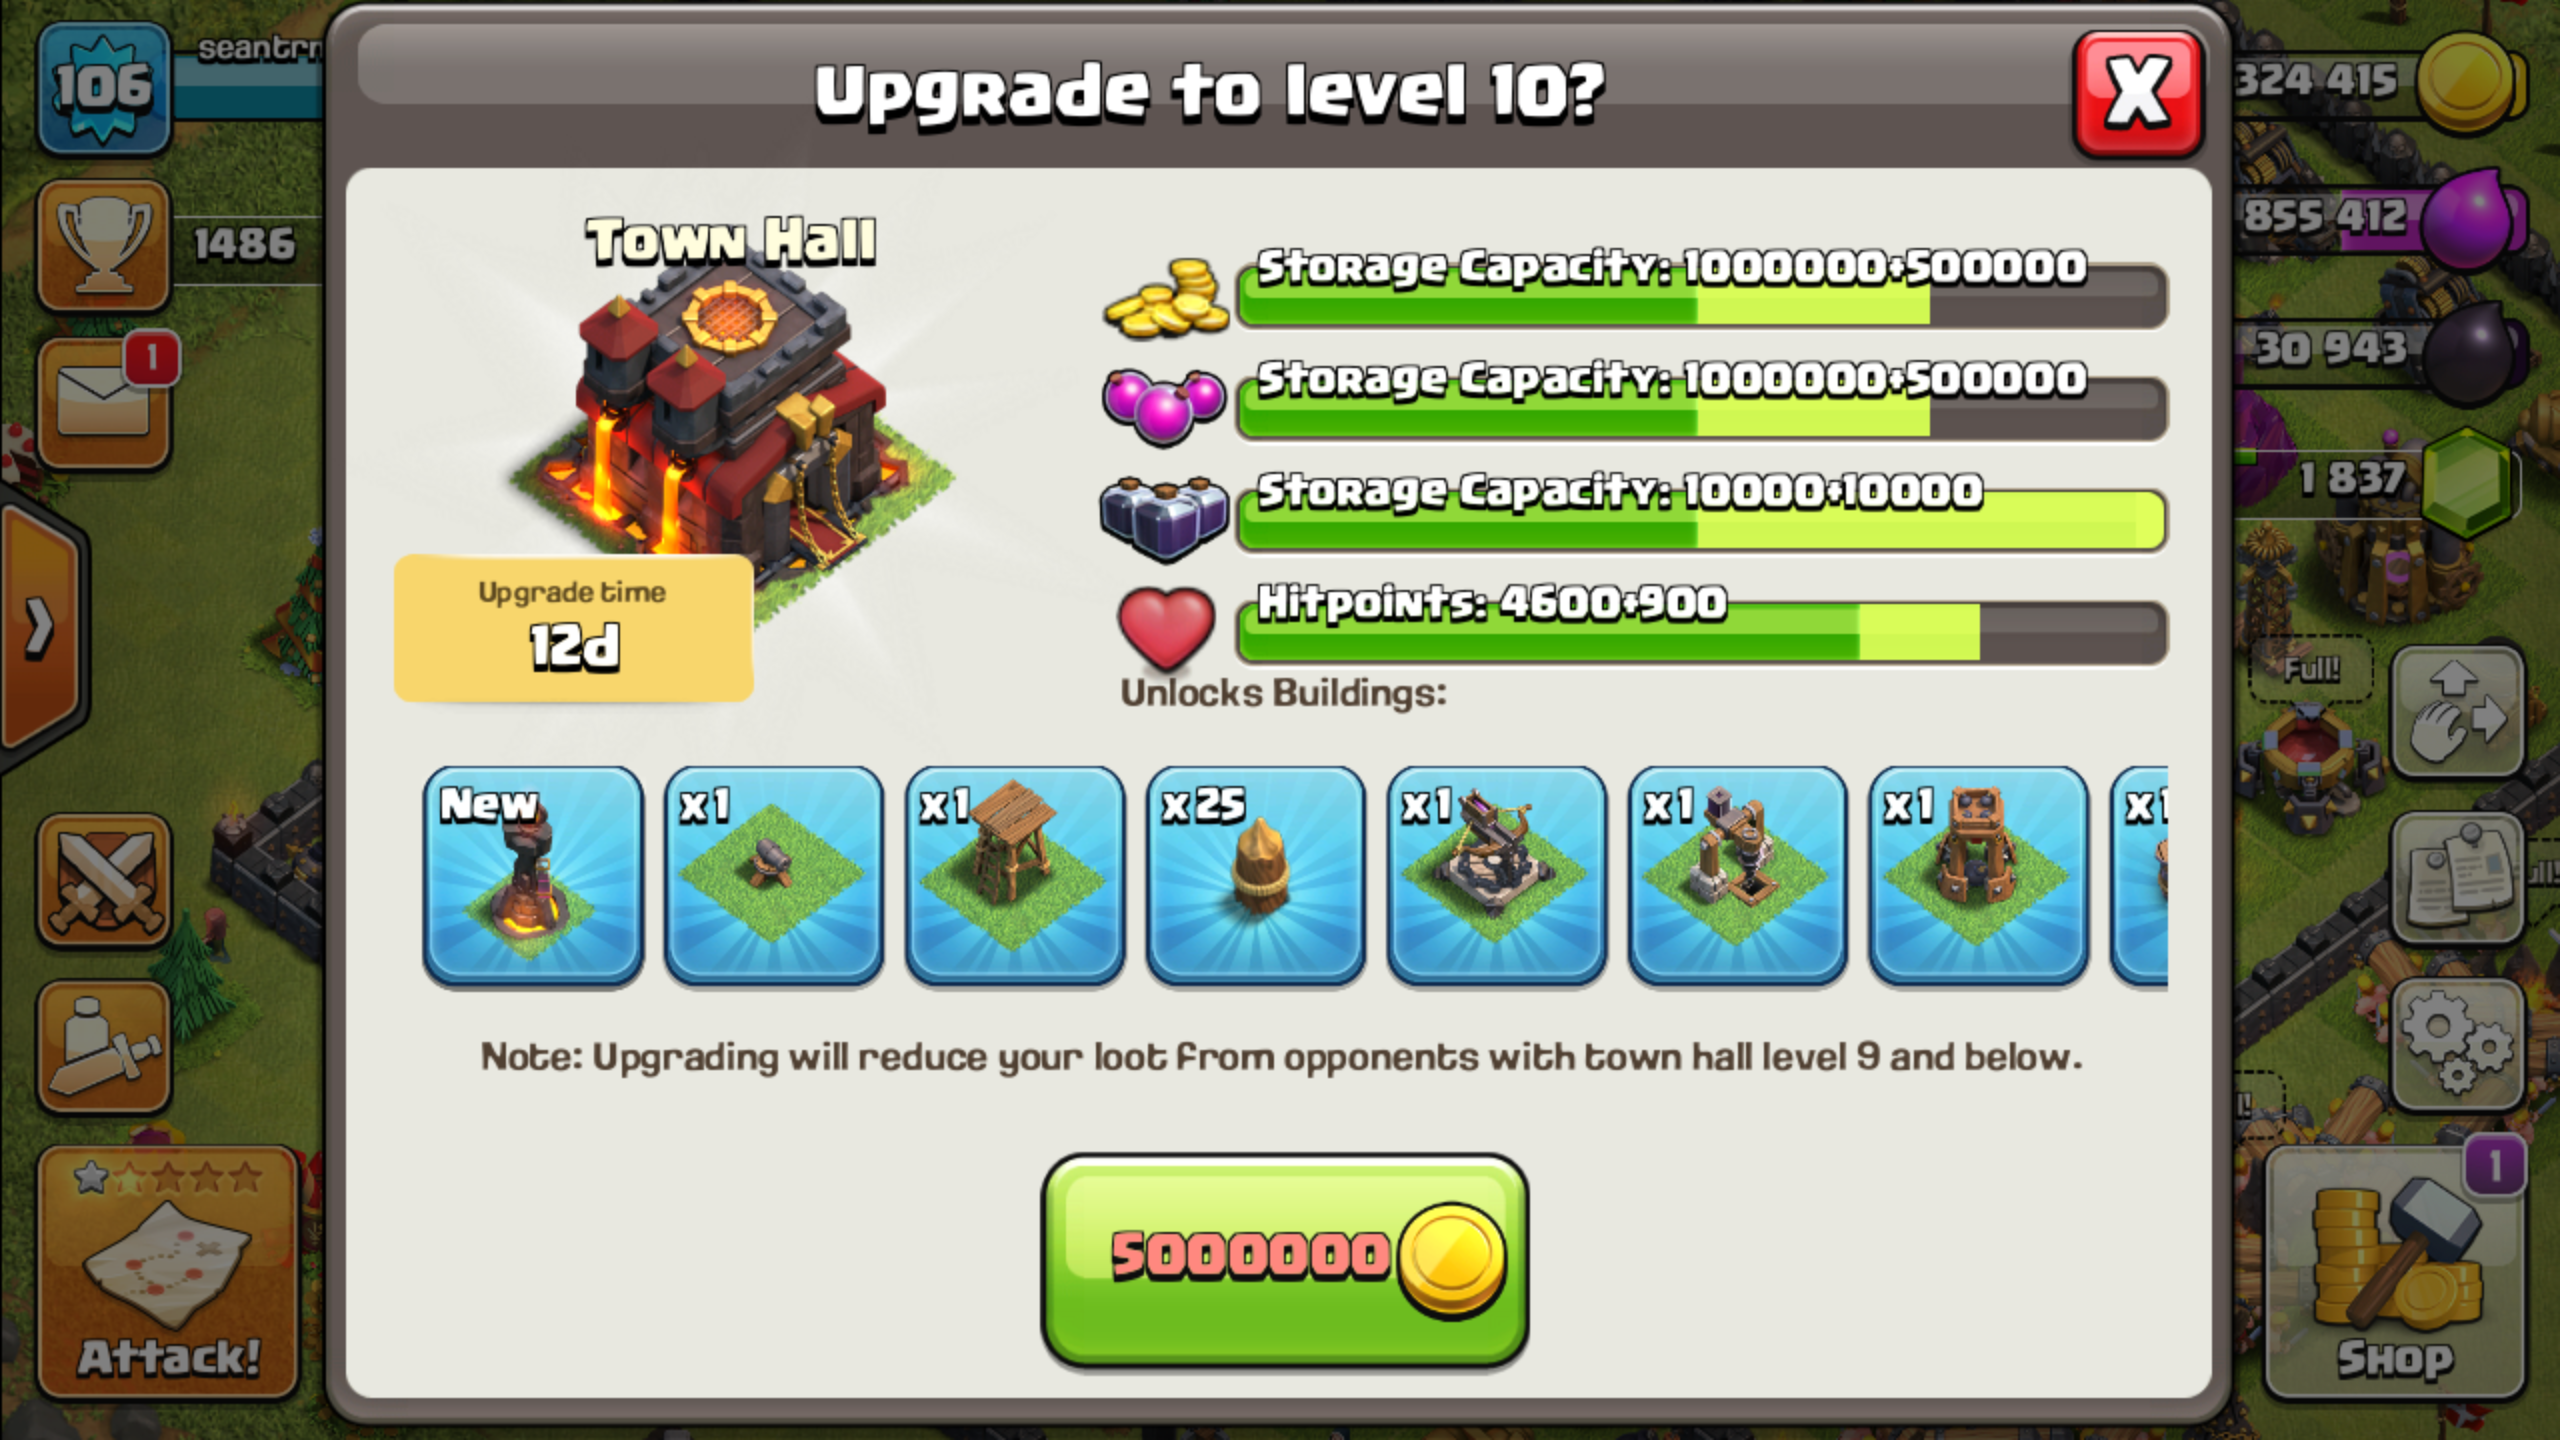 Upgrade to level 10?
X
106
seantrn
1486
1
324 415
855 412
30 943
1 837
Town Hall
Upgrade time
12d
Storage Capacity: 1000000+500000
Storage Capacity: 1000000+500000
Storage Capacity: 10000+10000
Hitpoints: 4600+900
Unlocks Buildings:
New
x1
x1
x25
x1
x1
x1
x1
Full!
Note: Upgrading will reduce your loot from opponents with town hall level 9 and below.
5000000
Attack!
1
Shop